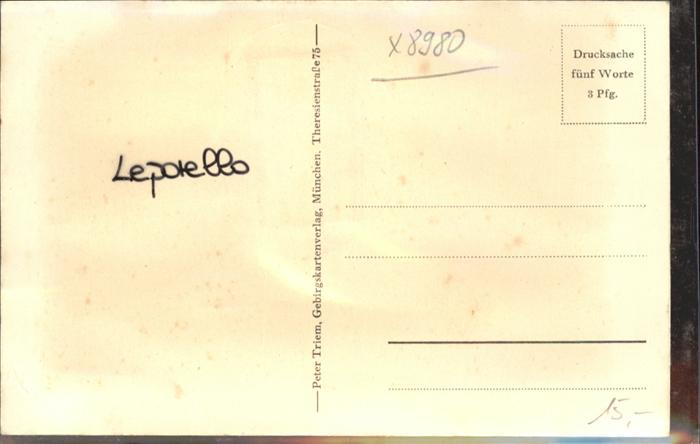 x8980
Drucksache
fünf Worte
3 Pfg.
Leporello
Peter Triem, Gebirgskartenverlag, München. Theresienstraße 75
15,-